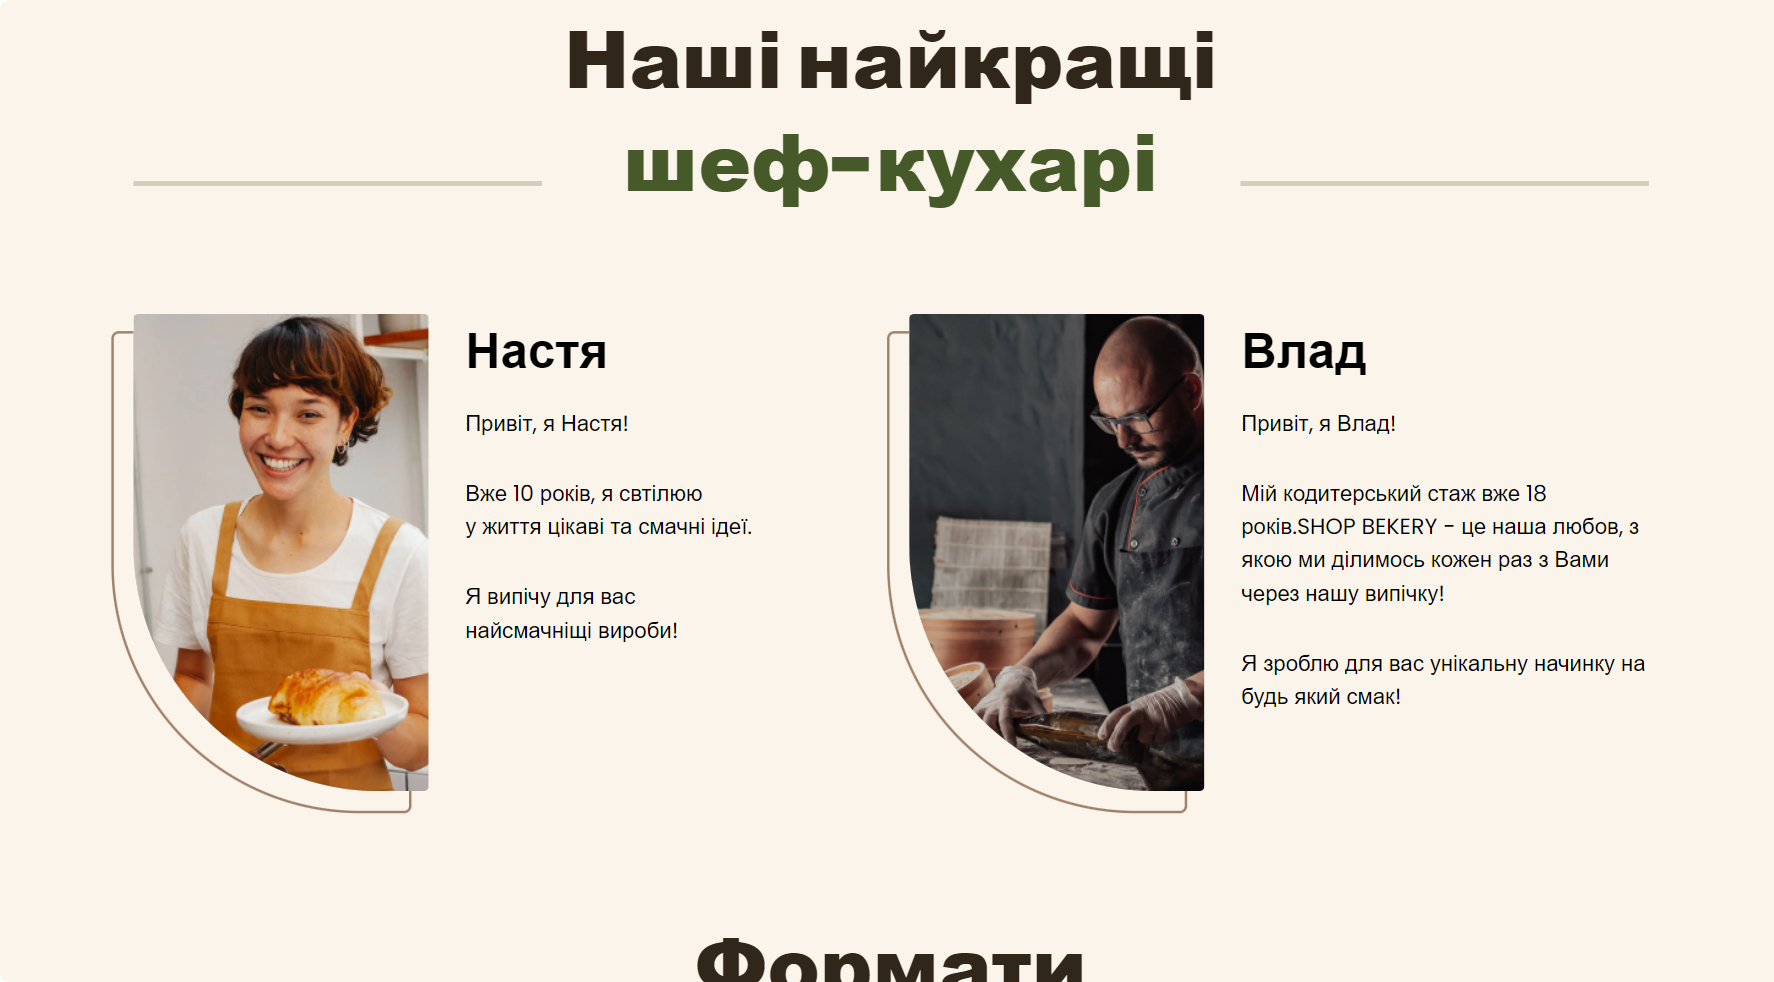 Наші найкращі
шеф-кухарі
Настя
Привіт, я Настя!
Вже 10 років, я світілюю
у життя цікаві та смачні ідеї.
Я випічу для вас
найсмачніщі вироби!
Влад
Привіт, я Влад!
Мій кодитерський стаж вже 18
років.SHOP BEKERY - це наша любов, з
якою ми ділимось кожен раз з Вами
через нашу випічку!
Я зроблю для вас унікальну начинку на
будь який смак!
Формати